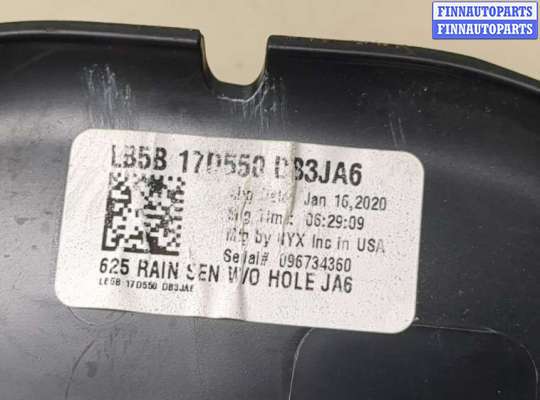 FINNAUTOPARTS
FINNAUTOPARTS
LB5B 17D550 DB3JA6
Mfg Date: Jan 16,2020
Mfg Time: 06:29:09
Mfg by NYX Inc in USA
Serial# 096734360
625 RAIN SEN W/O HOLE JA6
LB5B 17D550 DB3JA6